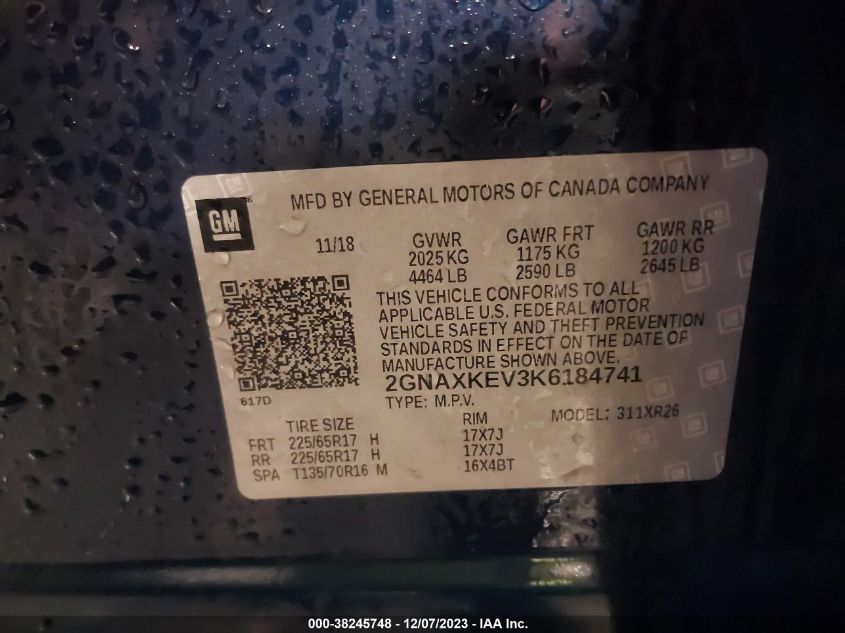 MFD BY GENERAL MOTORS OF CANADA COMPANY
GM
11/18 GVWR GAWR FRT GAWR RR
2025 KG 1175 KG 1200 KG
4464 LB 2590 LB 2645 LB
THIS VEHICLE CONFORMS TO ALL
APPLICABLE U.S. FEDERAL MOTOR
VEHICLE SAFETY AND THEFT PREVENTION
STANDARDS IN EFFECT ON THE DATE OF
MANUFACTURE SHOWN ABOVE.
617D
2GNAXKEV3K6184741
TYPE: M.P.V. MODEL: 311XR26
TIRE SIZE RIM
FRT 225/65R17 H 17X7J
RR 225/65R17 H 17X7J
SPA T135/70R16 M 16X4BT
000-38245748 - 12/07/2023 - IAA Inc.